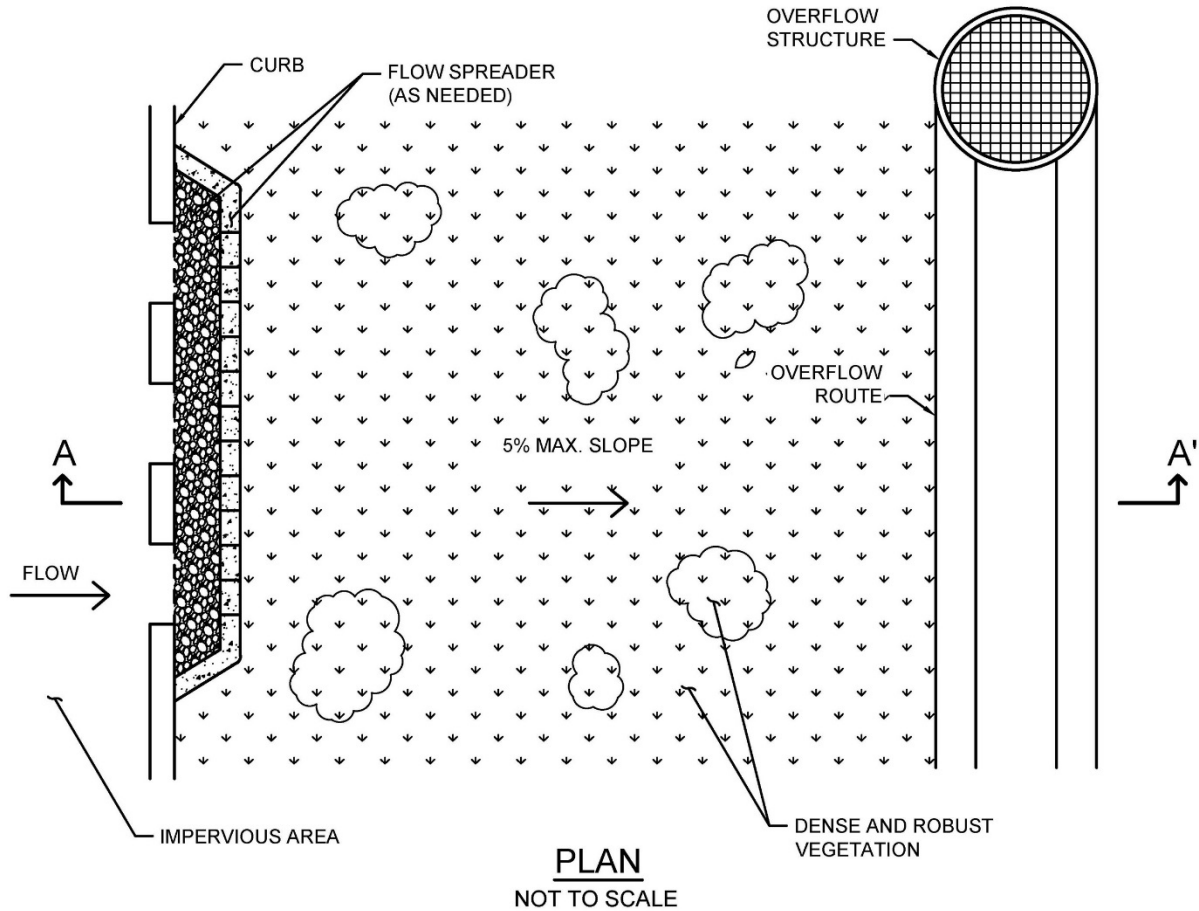 OVERFLOW
STRUCTURE
CURB
FLOW SPREADER
(AS NEEDED)
OVERFLOW
ROUTE
5% MAX. SLOPE
A
A'
FLOW
IMPERVIOUS AREA
DENSE AND ROBUST
VEGETATION
PLAN
NOT TO SCALE